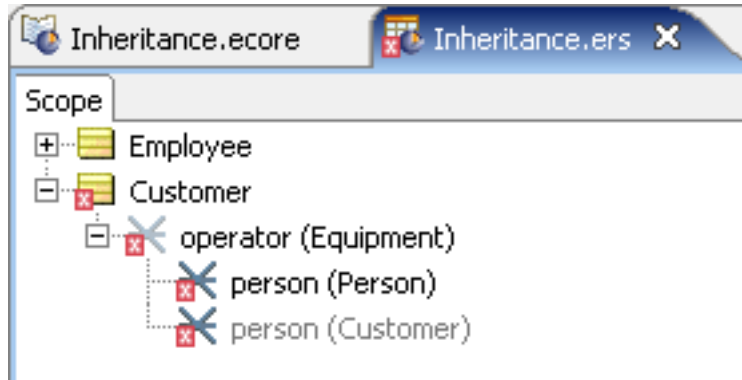 Inheritance.ecore Inheritance.ers
Scope
Employee
Customer
operator (Equipment)
person (Person)
person (Customer)